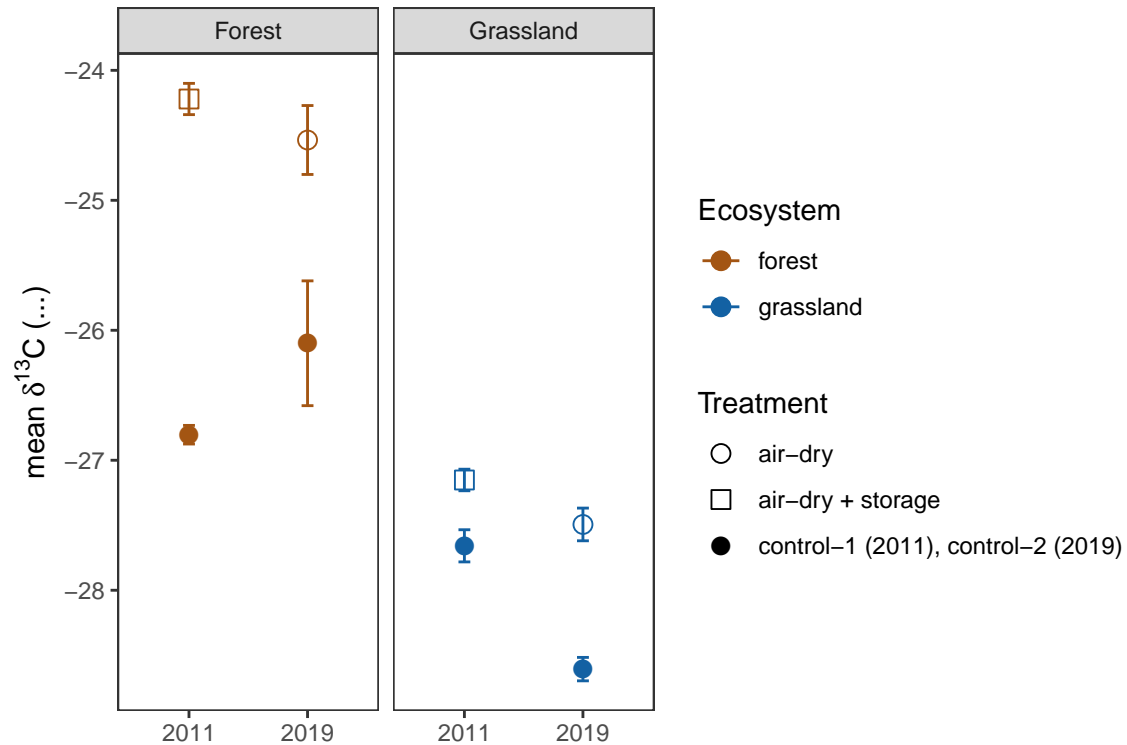 Forest
Grassland
−24
−25
−26
−27
−28
mean δ¹³C (...)
2011
2019
2011
2019
Ecosystem
forest
grassland
Treatment
air−dry
air−dry + storage
control−1 (2011), control−2 (2019)